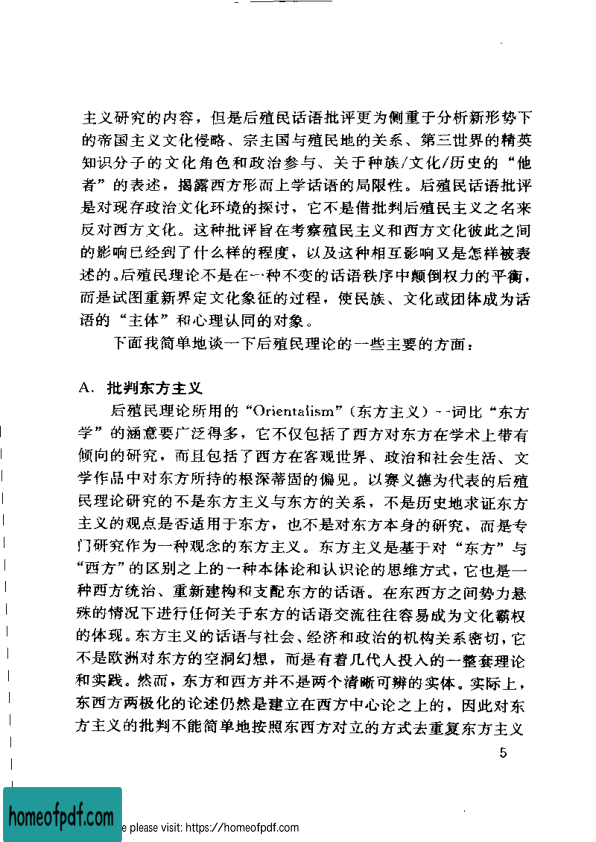 主义研究的内容，但是后殖民话语批评更为侧重于分析新形势下
的帝国主义文化侵略、宗主国与殖民地的关系、第三世界的精英
知识分子的文化角色和政治参与、关于种族/文化/历史的“他
者”的表述，揭露西方形而上学话语的局限性。后殖民话语批评
是对现存政治文化环境的探讨，它不是借批判后殖民主义之名来
反对西方文化。这种批评旨在考察殖民主义和西方文化彼此之间
的影响已经到了什么样的程度，以及这种相互影响又是怎样被表
述的。后殖民理论不是在一种不变的话语秩序中颠倒权力的平衡，
而是试图重新界定文化象征的过程，使民族、文化或团体成为话
语的“主体”和心理认同的对象。
下面我简单地谈一下后殖民理论的一些主要的方面：
A. 批判东方主义
后殖民理论所用的“Orientalism”（东方主义）一词比“东方
学”的涵意要广泛得多，它不仅包括了西方对东方在学术上带有
倾向的研究，而且包括了西方在客观世界、政治和社会生活、文
学作品中对东方所持的根深蒂固的偏见。以赛义德为代表的后殖
民理论研究的不是东方主义与东方的关系，不是历史地求证东方
主义的观点是否适用于东方，也不是对东方本身的研究，而是专
门研究作为一种观念的东方主义。东方主义是基于对“东方”与
“西方”的区别之上的一种本体论和认识论的思维方式，它也是一
种西方统治、重新建构和支配东方的话语。在东西方之间势力悬
殊的情况下进行任何关于东方的话语交流往往容易成为文化霸权
的体现。东方主义的话语与社会、经济和政治的机构关系密切，它
不是欧洲对东方的空洞幻想，而是有着几代人投入的一整套理论
和实践。然而，东方和西方并不是两个清晰可辨的实体。实际上，
东西方两极化的论述仍然是建立在西方中心论之上的，因此对东
方主义的批判不能简单地按照东西方对立的方式去重复东方主义
5
homeofpdf.com
e please visit: https://homeofpdf.com